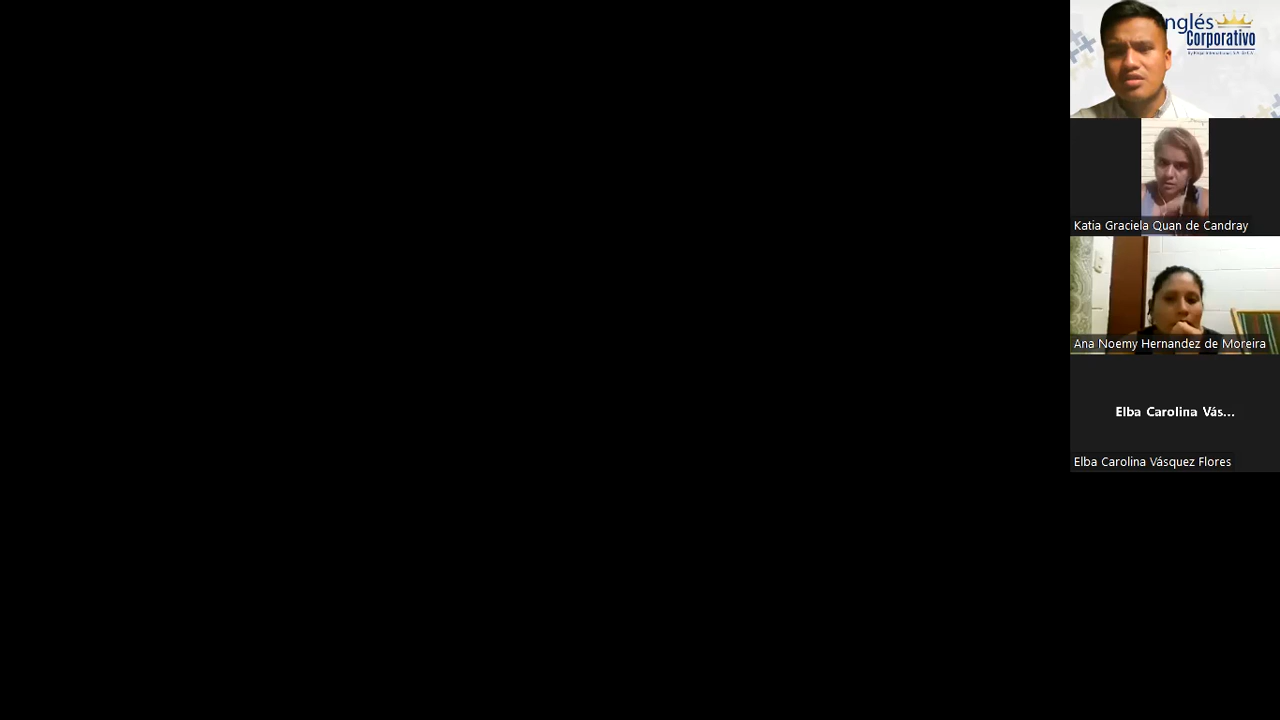 nglés
Corporativo
Katia Graciela Quan de Candray
Ana Noemy Hernandez de Moreira
Elba Carolina Vás...
Elba Carolina Vásquez Flores